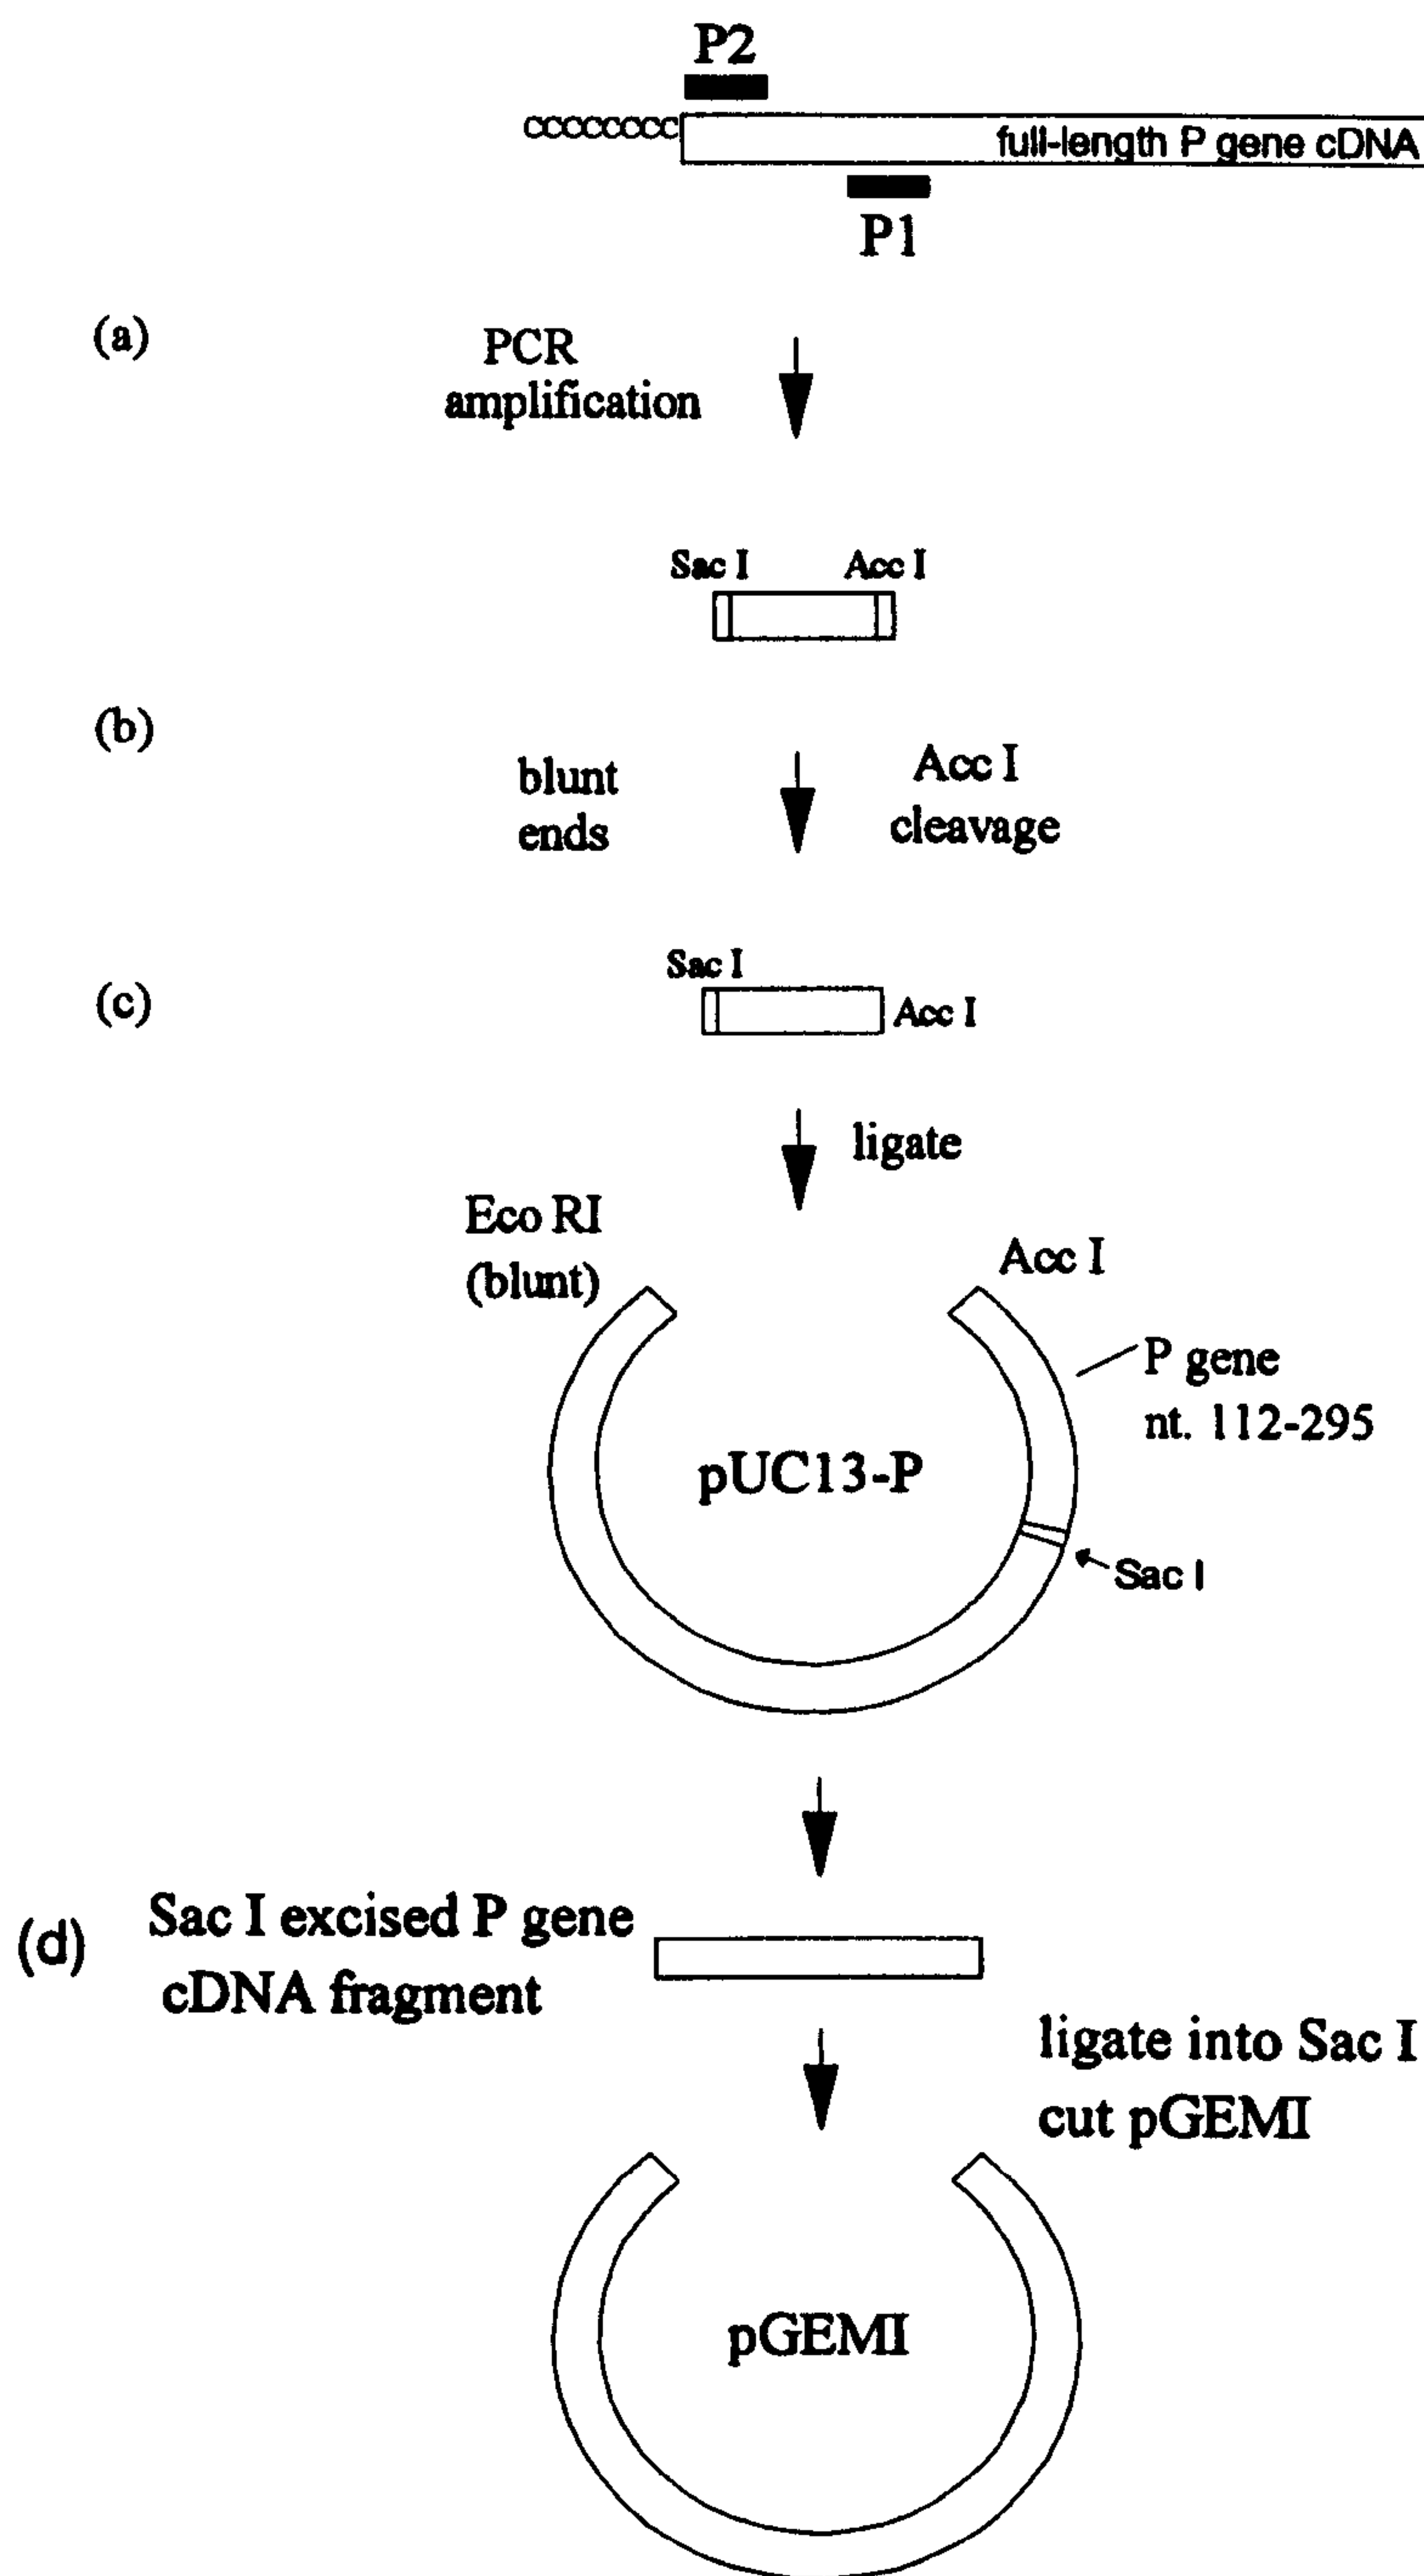 P2
cccccccc
full-length P gene cDNA
P1
(a)
PCR
amplification
Sac I
Acc I
(b)
blunt
ends
Acc I
cleavage
Sac I
(c)
Acc I
ligate
Eco RI
(blunt)
Acc I
P gene
nt. 112-295
pUC13-P
Sac I
(d)
Sac I excised P gene
cDNA fragment
ligate into Sac I
cut pGEMI
pGEMI